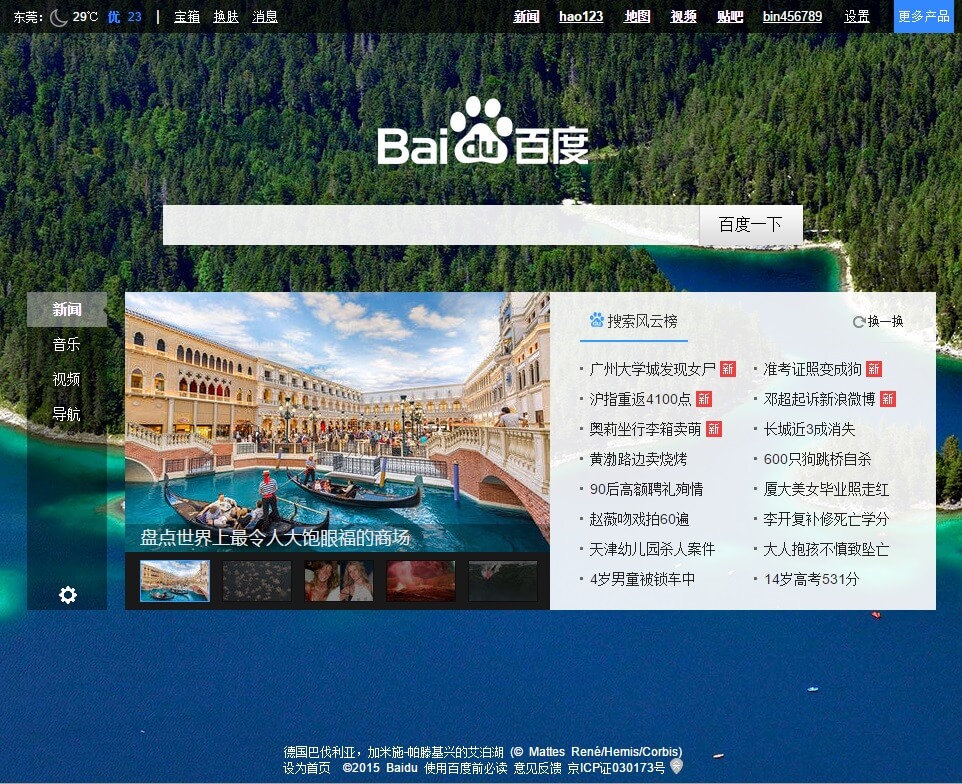 东莞: 29℃ 优 23 | 宝箱 换肤 消息 新闻 hao123 地图 视频 贴吧 bin456789 设置 更多产品
Bai du 百度
百度一下
新闻
音乐
视频
导航
盘点世界上最令人大饱眼福的商场
搜索风云榜 换一换
广州大学城发现女尸 新 准考证照变成狗 新
沪指重返4100点 新 邓超起诉新浪微博 新
奥莉坐行李箱卖萌 新 长城近3成消失
黄渤路边卖烧烤 600只狗跳桥自杀
90后高额聘礼殉情 厦大美女毕业照走红
赵薇吻戏拍60遍 李开复补修死亡学分
天津幼儿园杀人案件 大人抱孩不慎致坠亡
4岁男童被锁车中 14岁高考531分
德国巴伐利亚，加米施-帕滕基兴的艾泊湖 (© Mattes René/Hemis/Corbis)
设为首页 ©2015 Baidu 使用百度前必读 意见反馈 京ICP证030173号